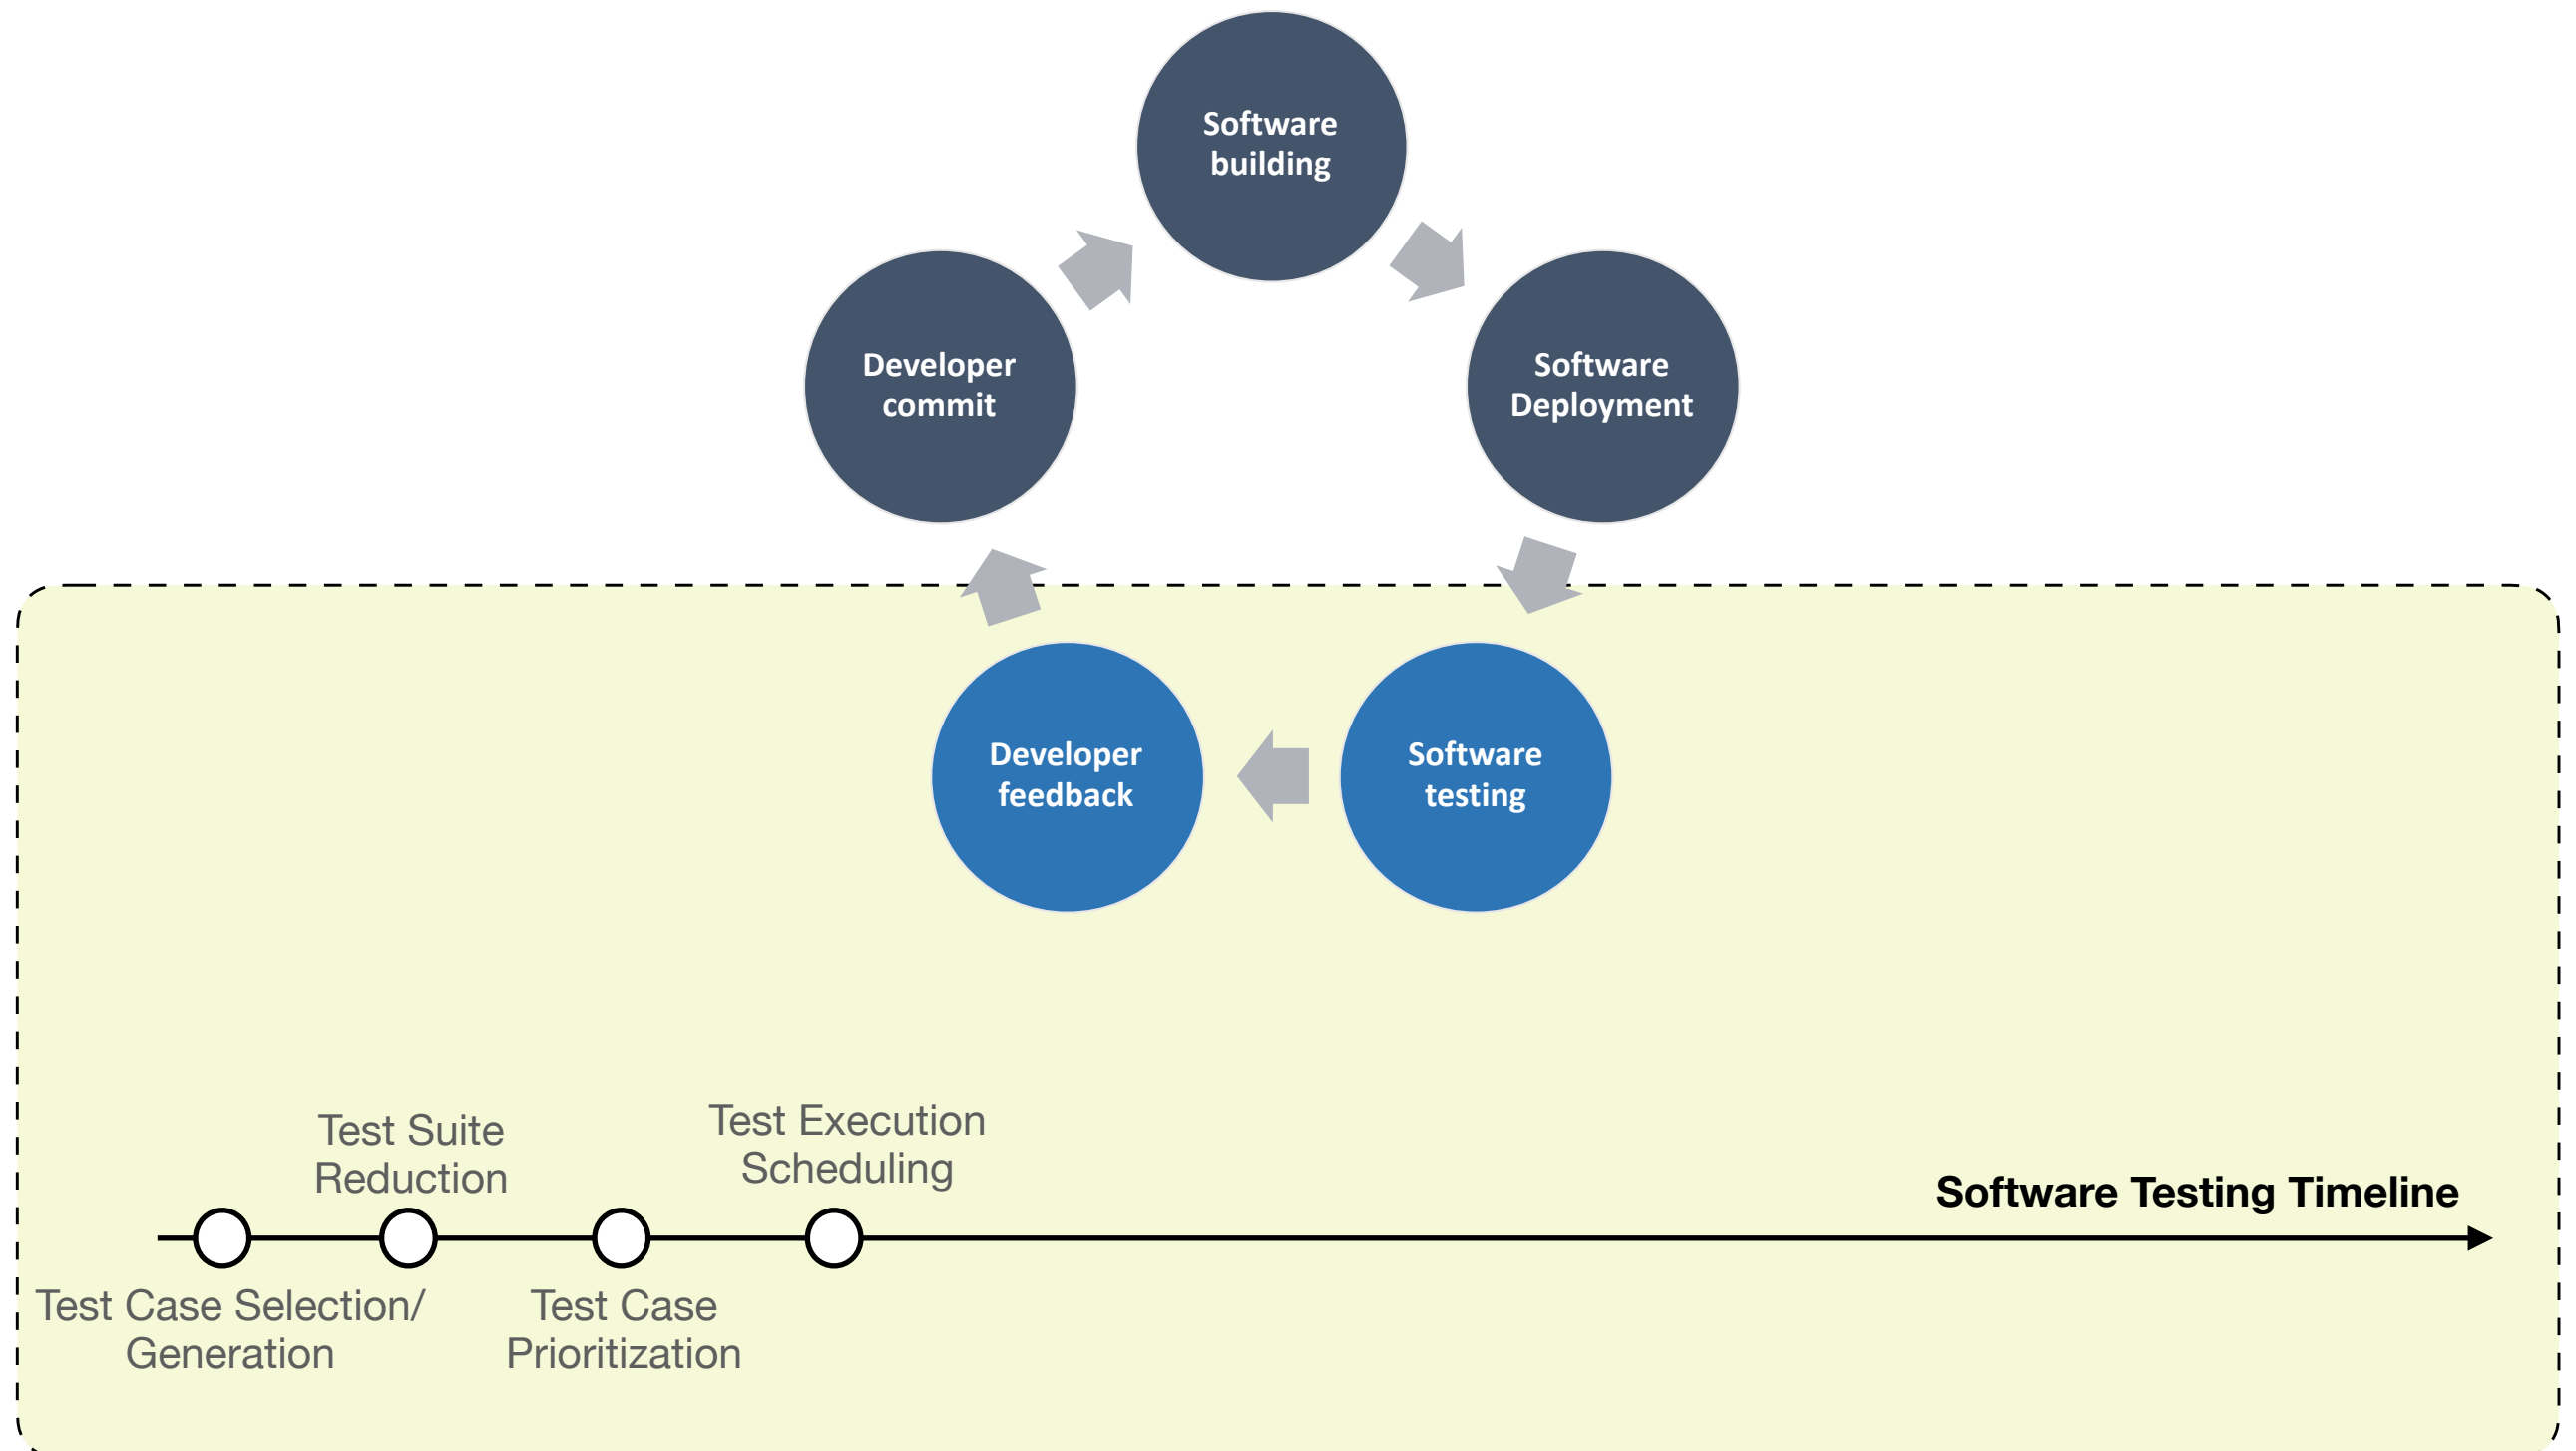 Software
building
Developer
commit
Software
Deployment
Developer
feedback
Software
testing
Test Suite
Reduction
Test Execution
Scheduling
Software Testing Timeline
Test Case Selection/
Generation
Test Case
Prioritization